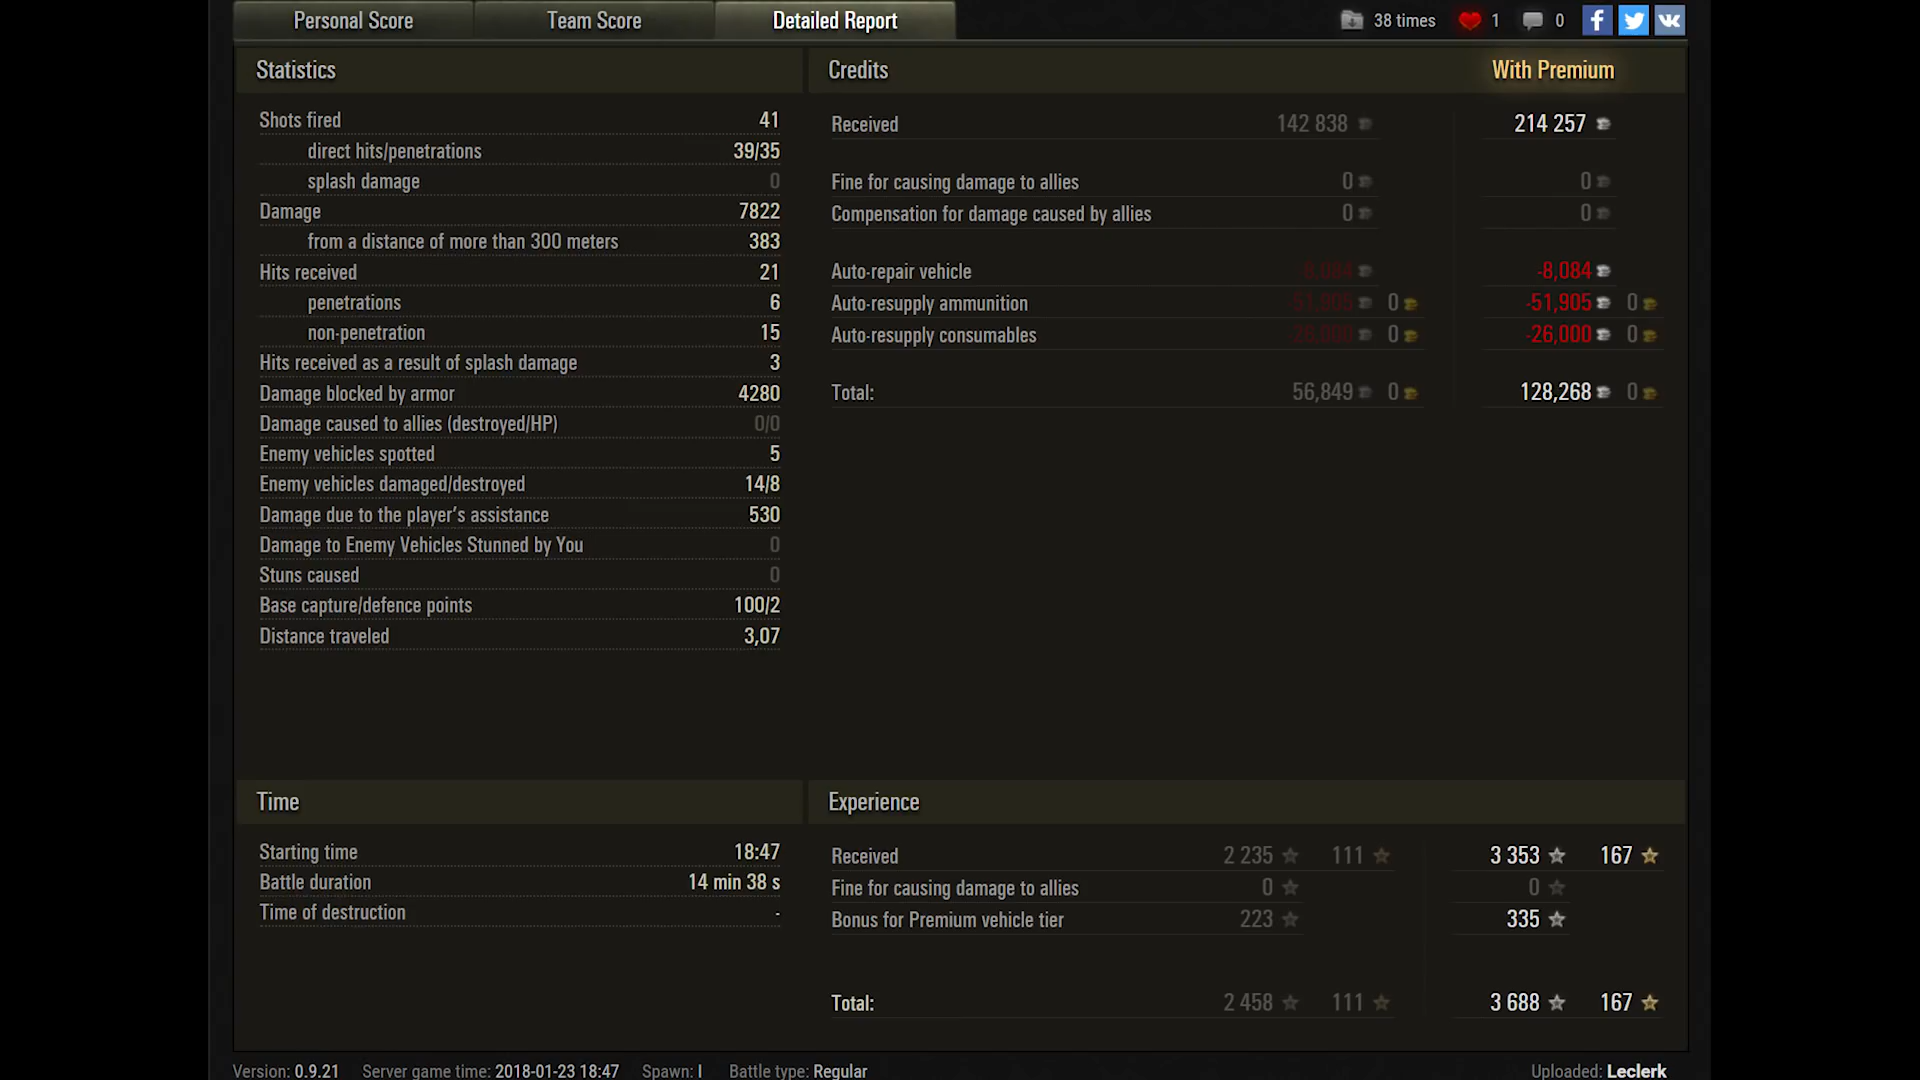 Personal Score Team Score Detailed Report 38 times 1 0
Statistics
Shots fired 41
direct hits/penetrations 39/35
splash damage 0
Damage 7822
from a distance of more than 300 meters 383
Hits received 21
penetrations 6
non-penetration 15
Hits received as a result of splash damage 3
Damage blocked by armor 4280
Damage caused to allies (destroyed/HP) 0/0
Enemy vehicles spotted 5
Enemy vehicles damaged/destroyed 14/8
Damage due to the player's assistance 530
Damage to Enemy Vehicles Stunned by You 0
Stuns caused 0
Base capture/defence points 100/2
Distance traveled 3,07
Credits With Premium
Received 142 838 214 257
Fine for causing damage to allies 0 0
Compensation for damage caused by allies 0 0
Auto-repair vehicle -8,084 -8,084
Auto-resupply ammunition -51,905 0 -51,905 0
Auto-resupply consumables -26,000 0 -26,000 0
Total: 56,849 0 128,268 0
Time
Starting time 18:47
Battle duration 14 min 38 s
Time of destruction -
Experience
Received 2 235 111 3 353 167
Fine for causing damage to allies 0 0
Bonus for Premium vehicle tier 223 335
Total: 2 458 111 3 688 167
Version: 0.9.21 Server game time: 2018-01-23 18:47 Spawn: I Battle type: Regular Uploaded: Leclerk